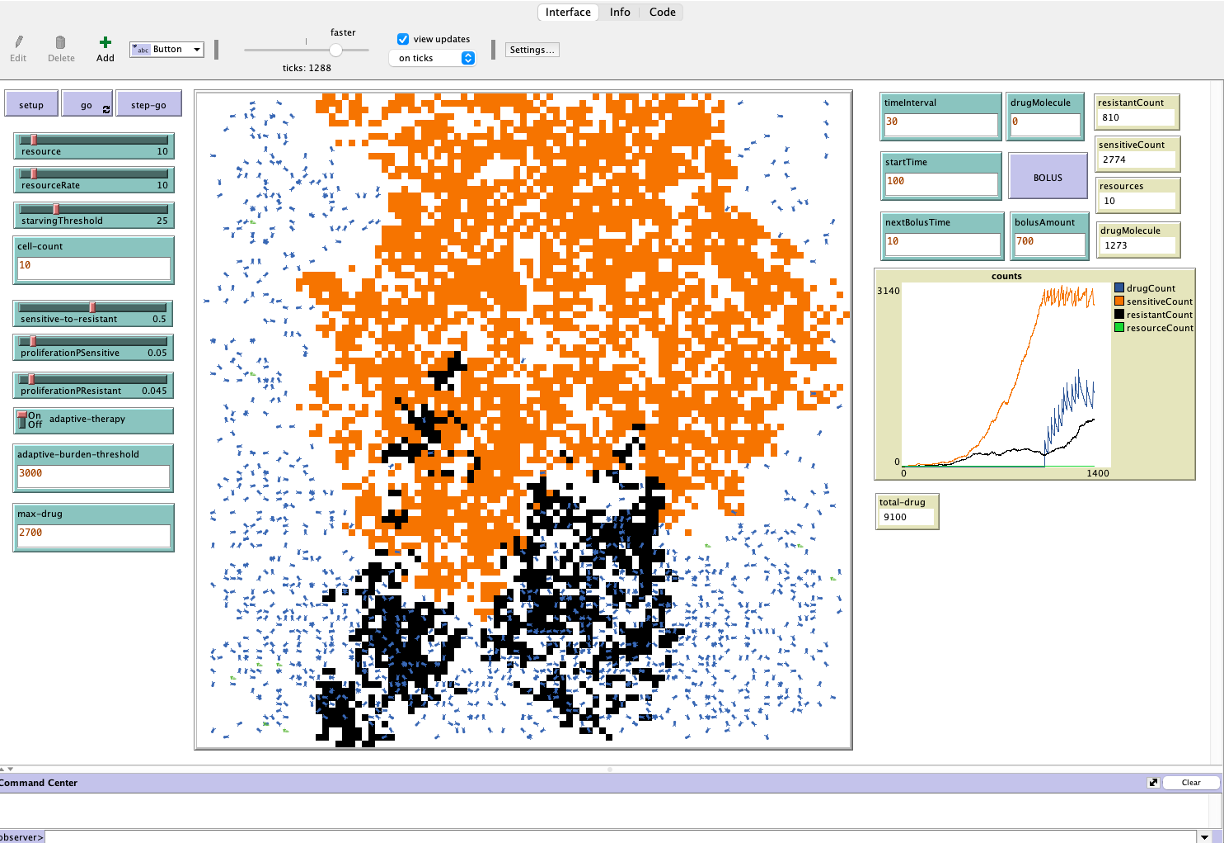 Interface Info Code
Edit Delete Add abc Button faster view updates on ticks Settings...
ticks: 1288
setup go step-go
resource 10
resourceRate 10
starvingThreshold 25
cell-count
10
sensitive-to-resistant 0.5
proliferationPSensitive 0.05
proliferationPResistant 0.045
On
Off
adaptive-therapy
adaptive-burden-threshold
3000
max-drug
2700
timeInterval
30
drugMolecule
0
resistantCount
810
startTime
100
BOLUS
sensitiveCount
2774
resources
10
nextBolusTime
10
bolusAmount
700
drugMolecule
1273
counts
3140
0
0 1400
drugCount
sensitiveCount
resistantCount
resourceCount
total-drug
9100
Command Center Clear
observer>